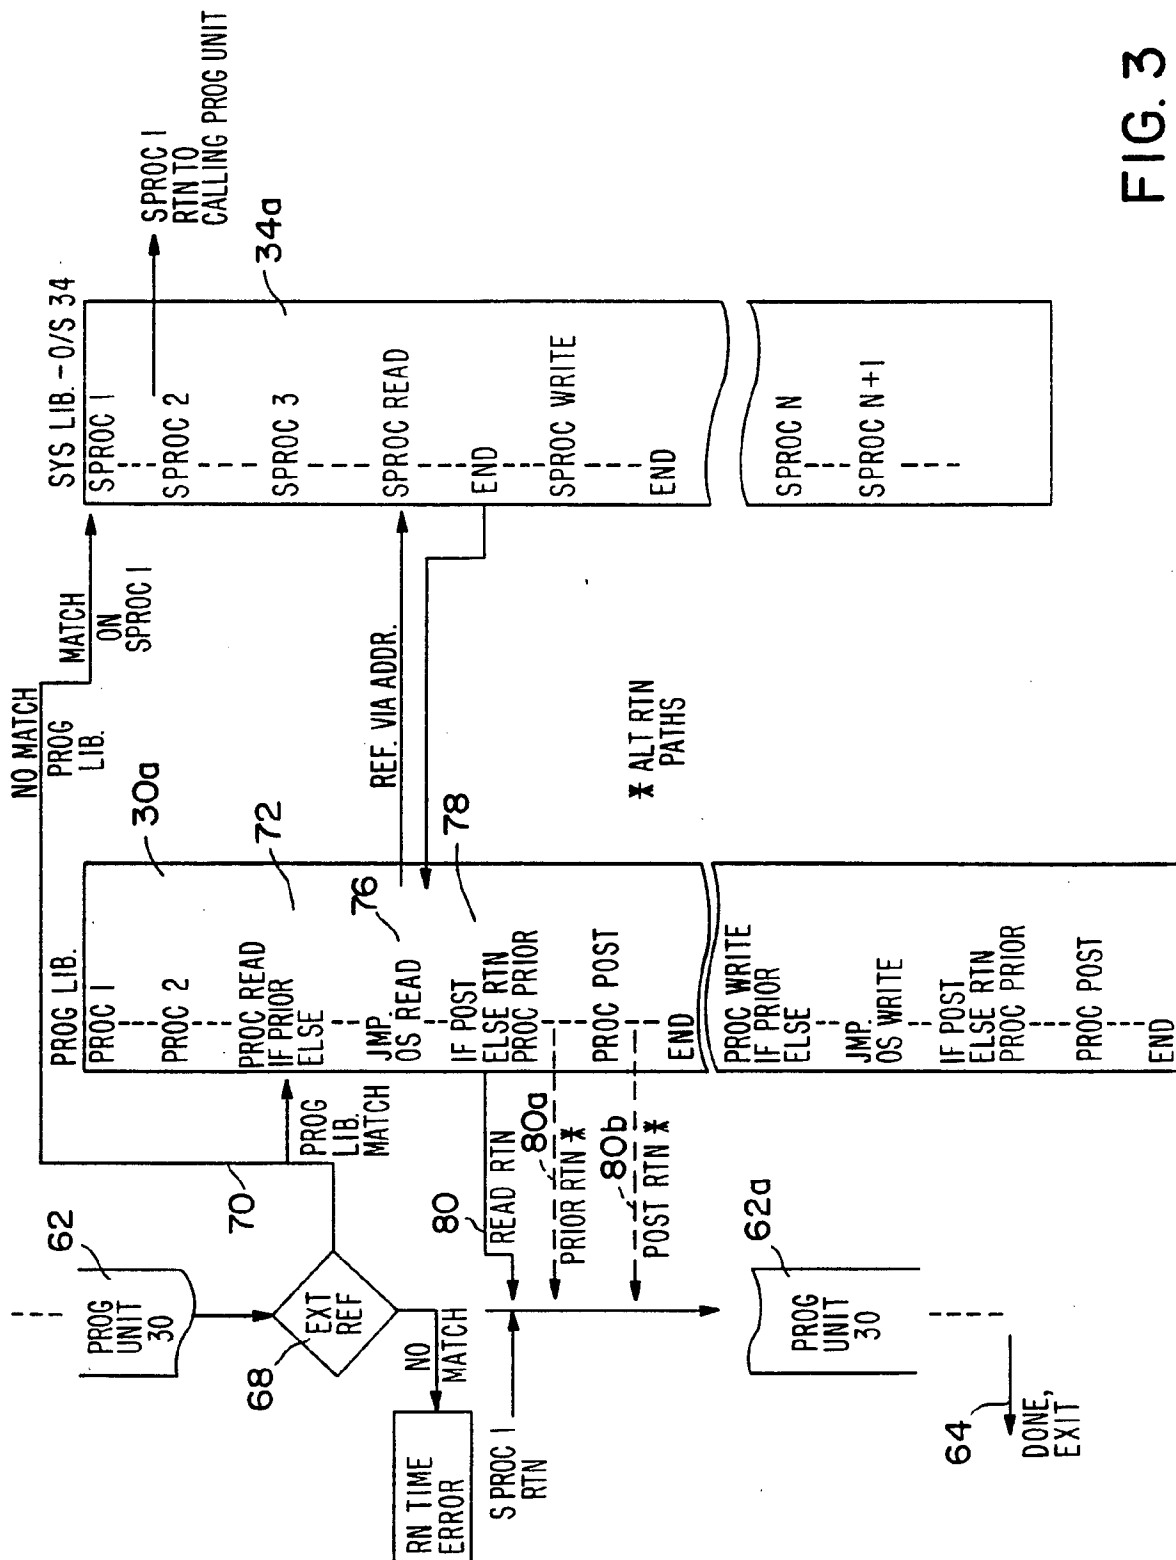 SYS LIB. - O/S 34
SPROC 1
SPROC 2
SPROC 3
SPROC READ
END
SPROC WRITE
END
SPROC N
SPROC N+1
34a
SPROC 1
RTN TO
CALLING PROG UNIT
NO MATCH
PROG
LIB.
MATCH
ON
SPROC 1
REF. VIA ADDR.
* ALT RTN
PATHS
PROG LIB.
30a
PROC 1
PROC 2
PROC READ
IF PRIOR
ELSE
72
JMP.
OS READ
76
IF POST
ELSE RTN
PROC PRIOR
78
PROC POST
END
PROC WRITE
IF PRIOR
ELSE
JMP.
OS WRITE
IF POST
ELSE RTN
PROC PRIOR
PROC POST
END
70
PROG
LIB.
MATCH
80
READ RTN
80a
PRIOR RTN *
80b
POST RTN *
62
PROG
UNIT
30
EXT
REF
68
NO
MATCH
RN TIME
ERROR
S PROC 1
RTN
62a
PROG
UNIT
30
64
DONE,
EXIT
FIG. 3